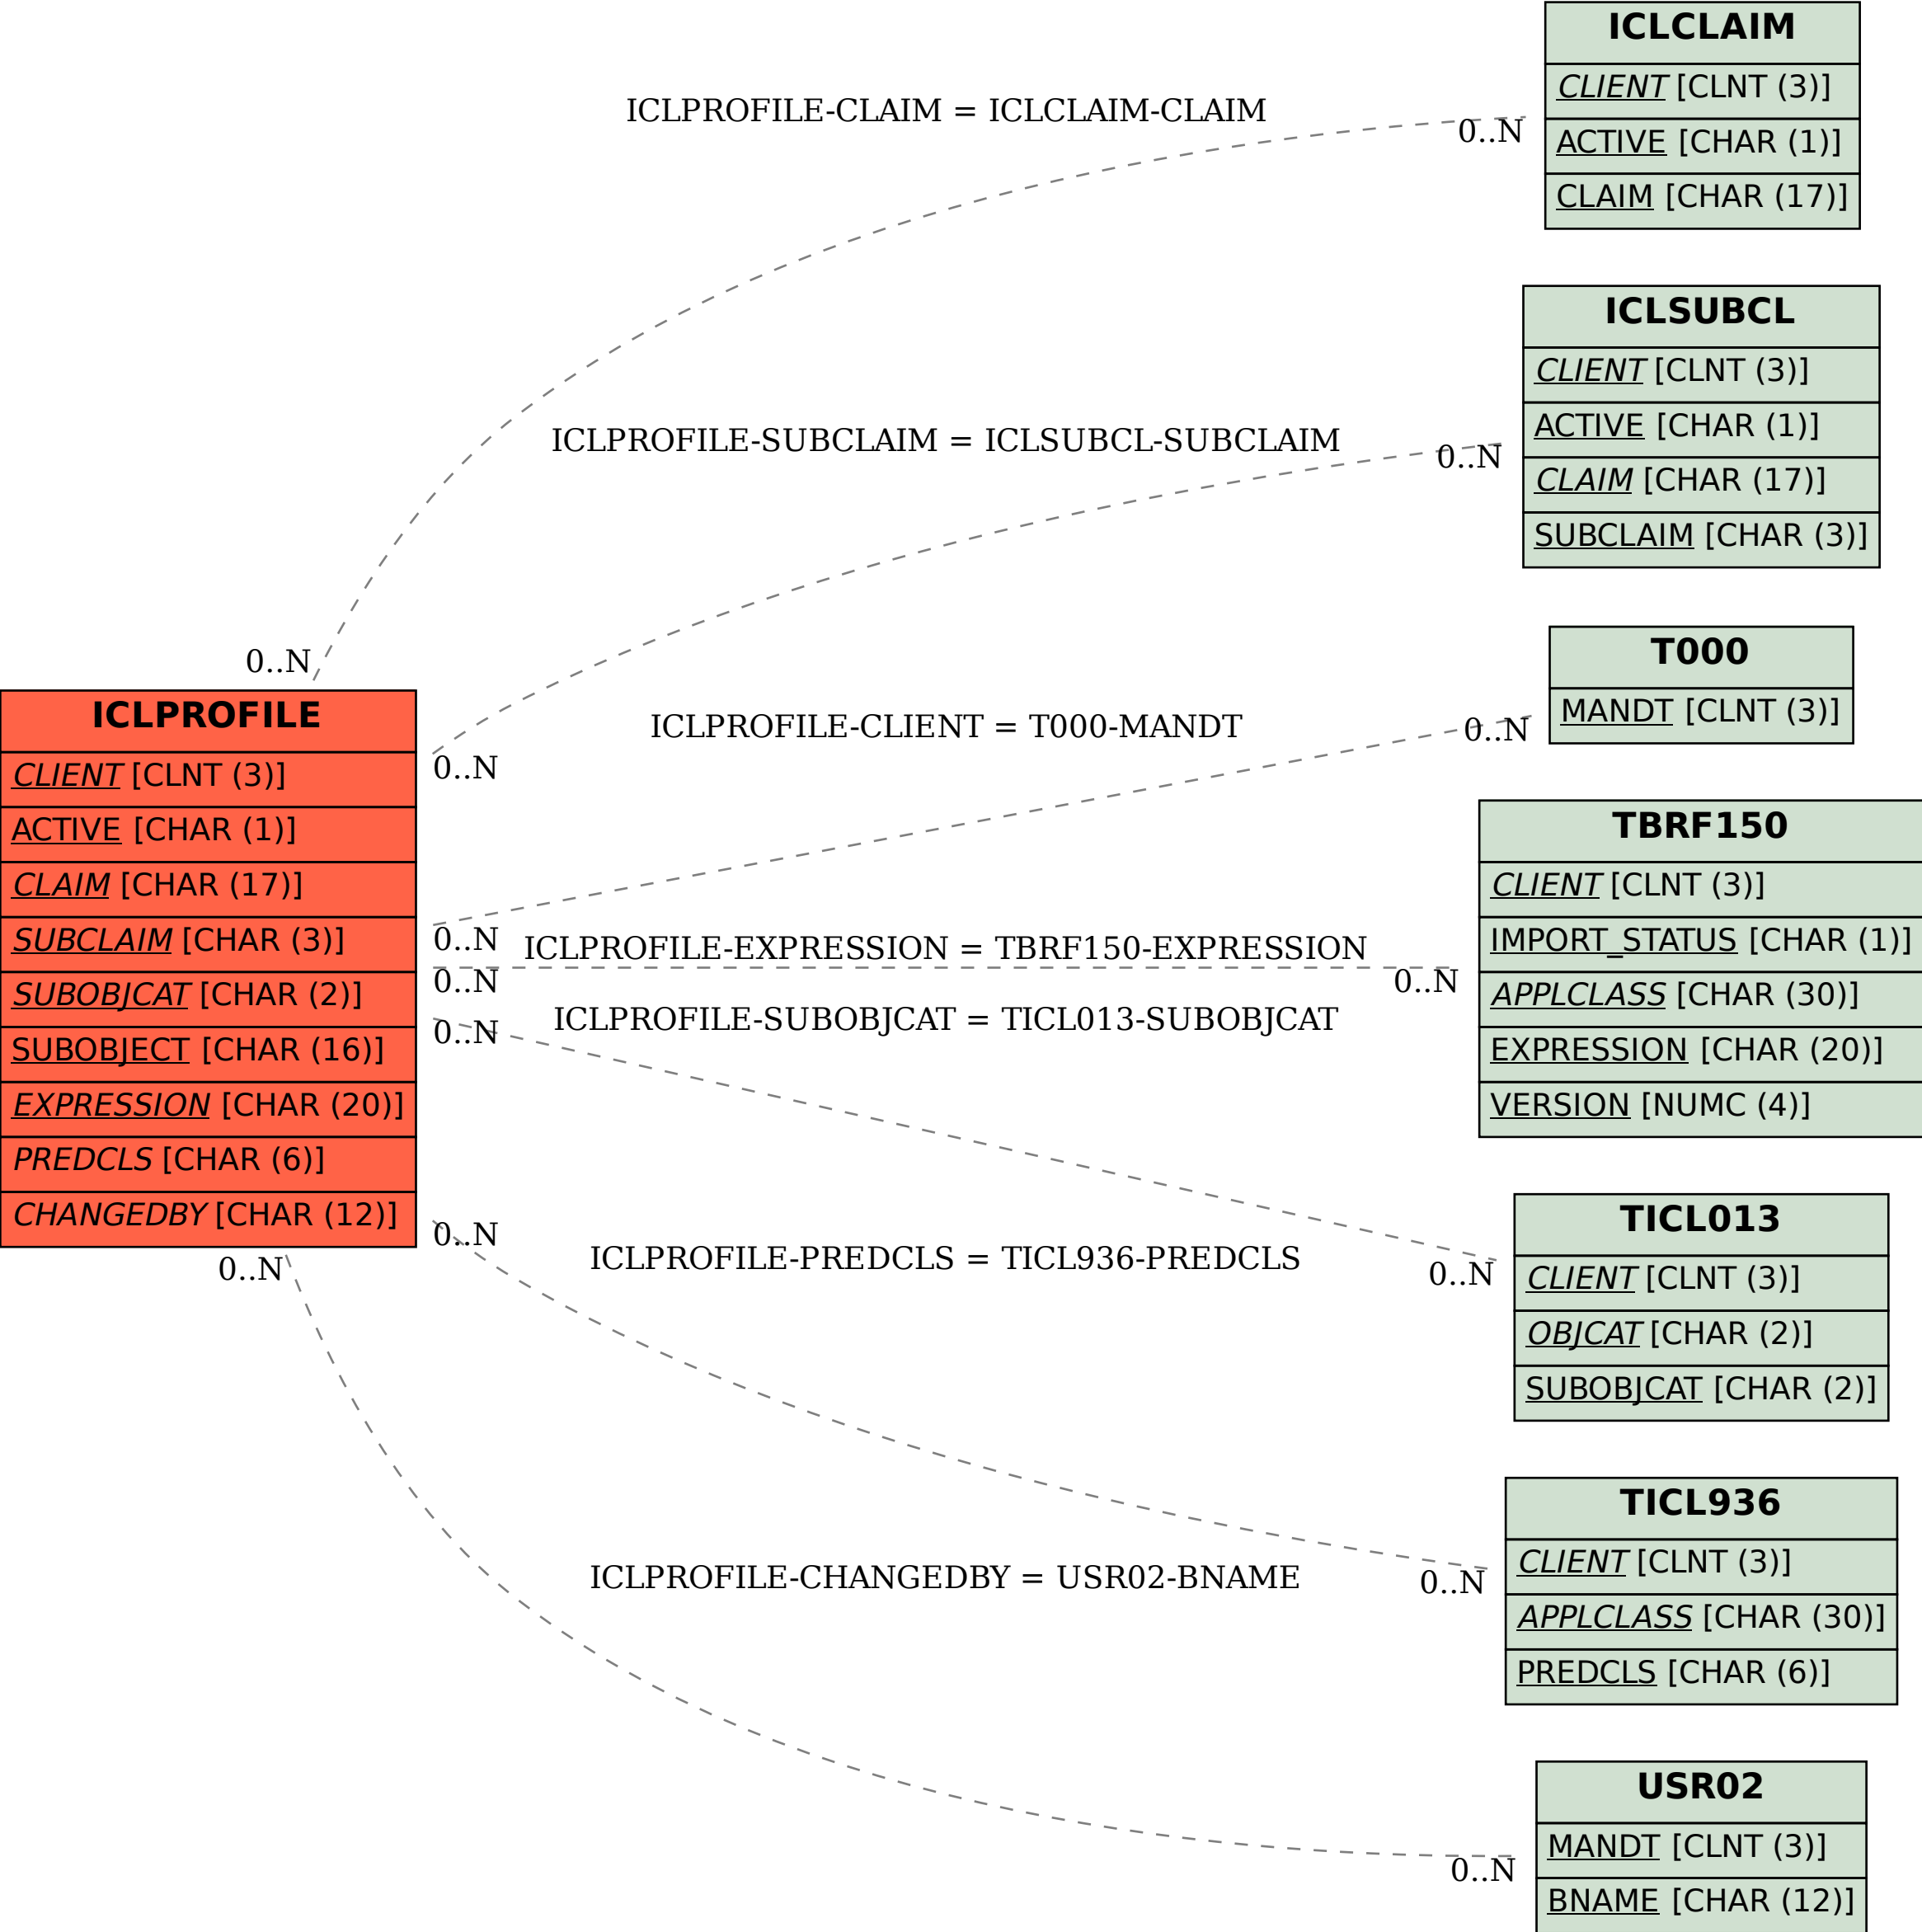 ICLCLAIM
CLIENT [CLNT (3)]
ACTIVE [CHAR (1)]
CLAIM [CHAR (17)]
ICLPROFILE-CLAIM = ICLCLAIM-CLAIM
0..N
0..N
ICLSUBCL
CLIENT [CLNT (3)]
ACTIVE [CHAR (1)]
CLAIM [CHAR (17)]
SUBCLAIM [CHAR (3)]
ICLPROFILE-SUBCLAIM = ICLSUBCL-SUBCLAIM
0..N
0..N
T000
MANDT [CLNT (3)]
ICLPROFILE-CLIENT = T000-MANDT
0..N
0..N
ICLPROFILE
CLIENT [CLNT (3)]
ACTIVE [CHAR (1)]
CLAIM [CHAR (17)]
SUBCLAIM [CHAR (3)]
SUBOBJCAT [CHAR (2)]
SUBOBJECT [CHAR (16)]
EXPRESSION [CHAR (20)]
PREDCLS [CHAR (6)]
CHANGEDBY [CHAR (12)]
TBRF150
CLIENT [CLNT (3)]
IMPORT_STATUS [CHAR (1)]
APPLCLASS [CHAR (30)]
EXPRESSION [CHAR (20)]
VERSION [NUMC (4)]
ICLPROFILE-EXPRESSION = TBRF150-EXPRESSION
0..N
0..N
ICLPROFILE-SUBOBJCAT = TICL013-SUBOBJCAT
0..N
0..N
TICL013
CLIENT [CLNT (3)]
OBJCAT [CHAR (2)]
SUBOBJCAT [CHAR (2)]
ICLPROFILE-PREDCLS = TICL936-PREDCLS
0..N
0..N
TICL936
CLIENT [CLNT (3)]
APPLCLASS [CHAR (30)]
PREDCLS [CHAR (6)]
ICLPROFILE-CHANGEDBY = USR02-BNAME
0..N
0..N
USR02
MANDT [CLNT (3)]
BNAME [CHAR (12)]